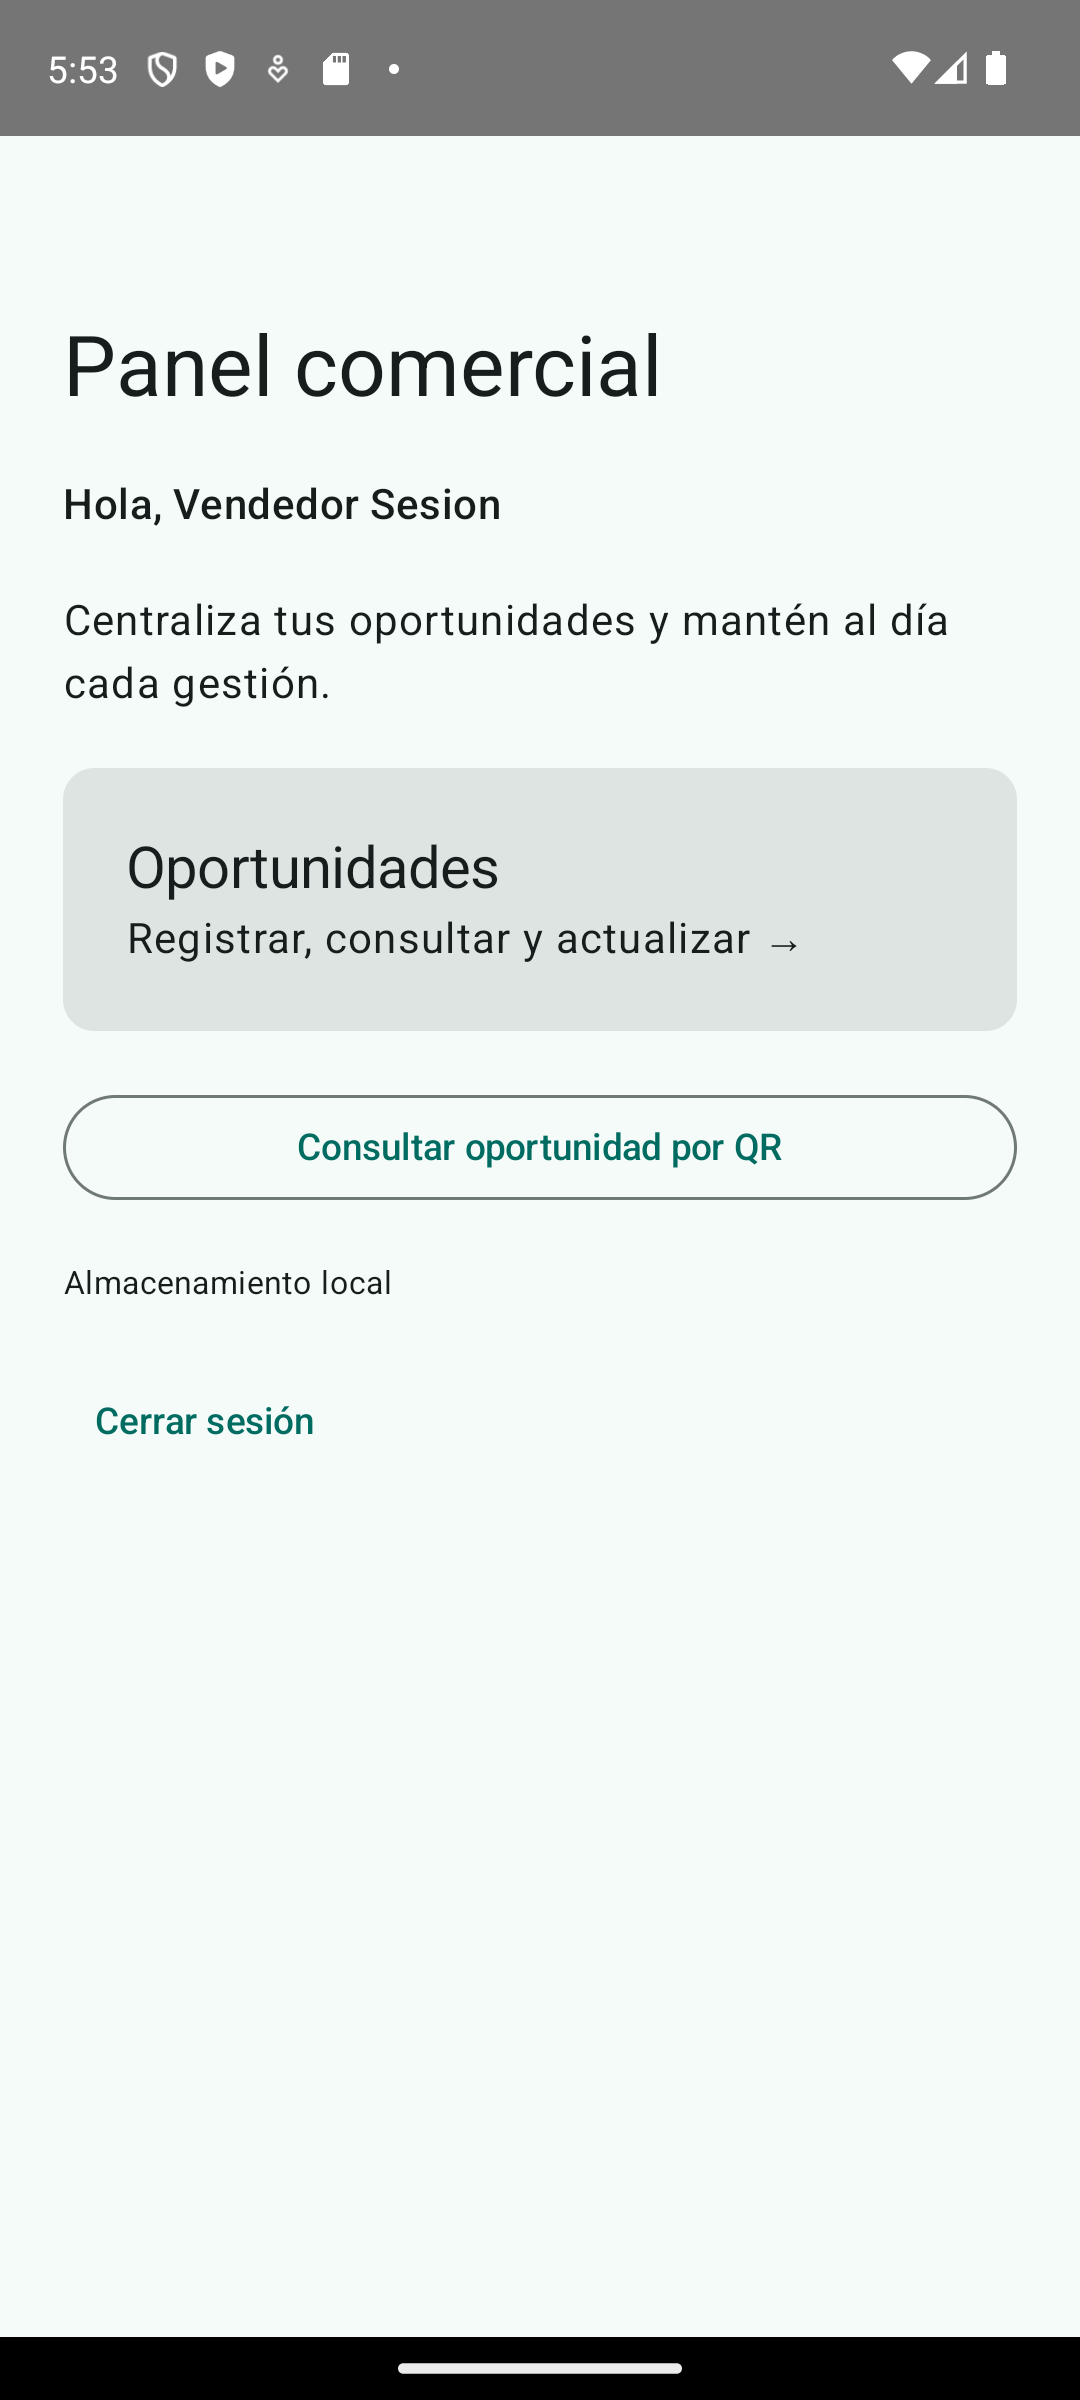 5:53
Panel comercial
Hola, Vendedor Sesion
Centraliza tus oportunidades y mantén al día
cada gestión.
Oportunidades
Registrar, consultar y actualizar →
Consultar oportunidad por QR
Almacenamiento local
Cerrar sesión